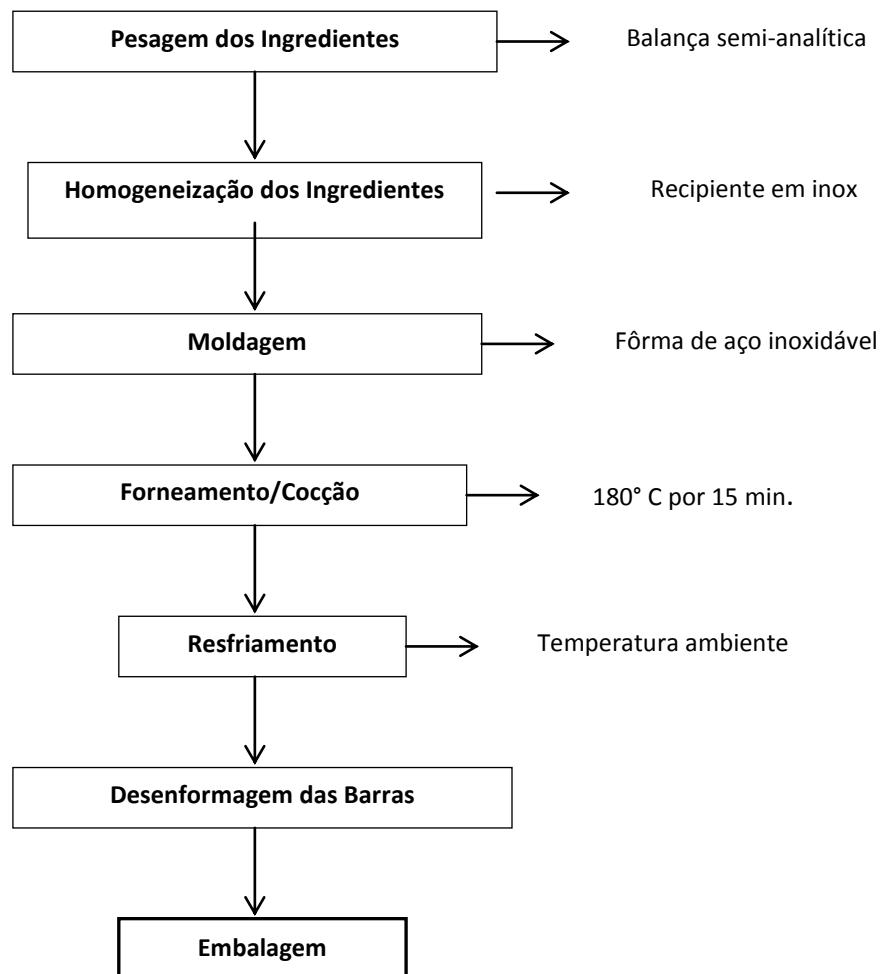 Pesagem dos Ingredientes
Balança semi-analítica
Homogeneização dos Ingredientes
Recipiente em inox
Moldagem
Fôrma de aço inoxidável
Forneamento/Cocção
180° C por 15 min.
Resfriamento
Temperatura ambiente
Desenformagem das Barras
Embalagem